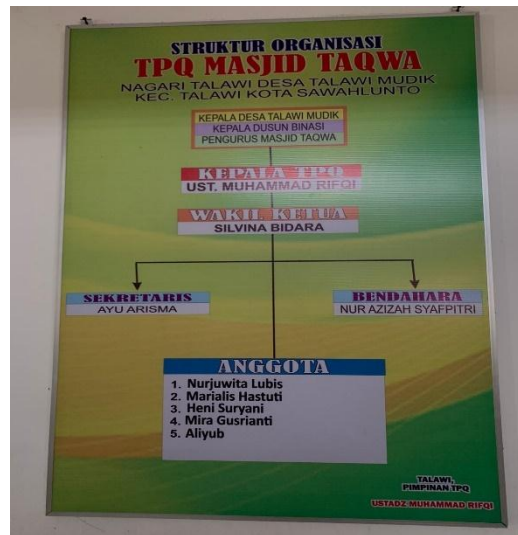 STRUKTUR ORGANISASI
TPQ MASJID TAQWA
NAGARI TALAWI DESA TALAWI MUDIK
KEC. TALAWI KOTA SAWAHLUNTO
KEPALA DESA TALAWI MUDIK
KEPALA DUSUN BINASI
PENGURUS MASJID TAQWA
KEPALA TPQ
UST. MUHAMMAD RIFQI
WAKIL KETUA
SILVINA BIDARA
SEKRETARIS
AYU ARISMA
BENDAHARA
NUR AZIZAH SYAFPITRI
ANGGOTA
1. Nurjuwita Lubis
2. Marialis Hastuti
3. Heni Suryani
4. Mira Gusrianti
5. Aliyub
TALAWI,
PIMPINAN TPQ
USTADZ MUHAMMAD RIFQI